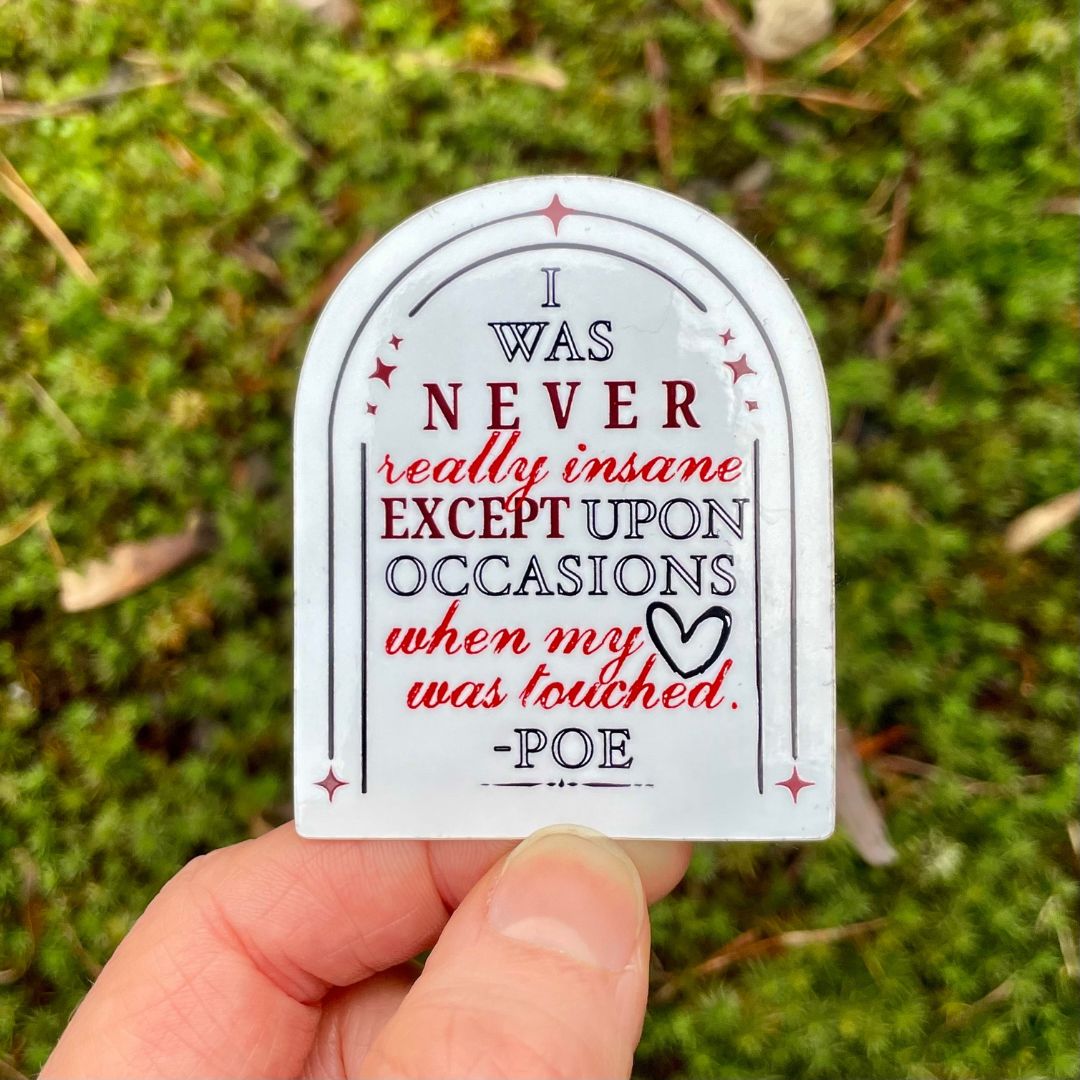 I
WAS
NEVER
really insane
EXCEPT UPON
OCCASIONS
when my
was touched.
-POE